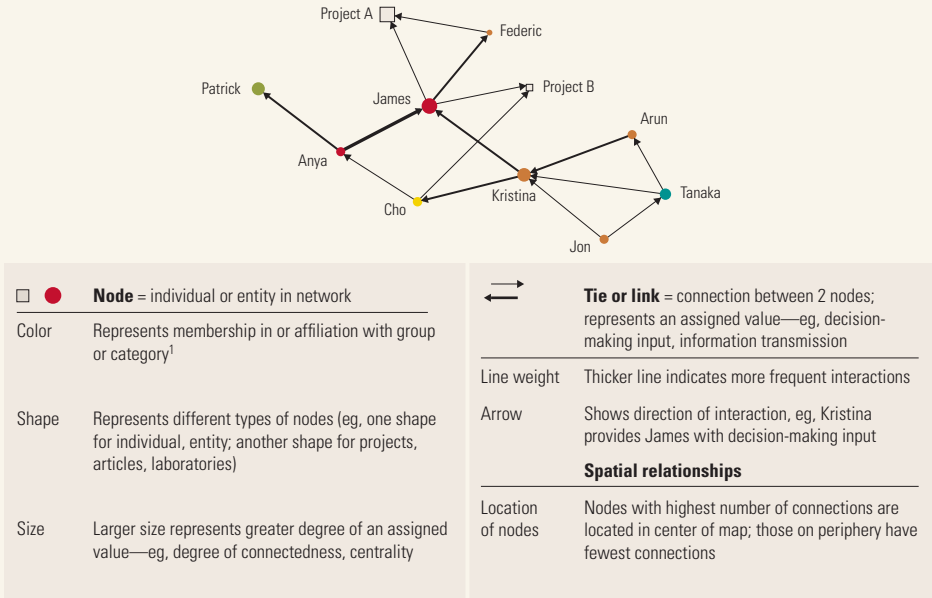 Project A
Federic
Patrick
James
Project B
Arun
Anya
Kristina
Tanaka
Cho
Jon
Node = individual or entity in network
Color Represents membership in or affiliation with group
or category1
Shape Represents different types of nodes (eg, one shape
for individual, entity; another shape for projects,
articles, laboratories)
Size Larger size represents greater degree of an assigned
value—eg, degree of connectedness, centrality
Tie or link = connection between 2 nodes;
represents an assigned value—eg, decision-
making input, information transmission
Line weight Thicker line indicates more frequent interactions
Arrow Shows direction of interaction, eg, Kristina
provides James with decision-making input
Spatial relationships
Location Nodes with highest number of connections are
of nodes located in center of map; those on periphery have
fewest connections